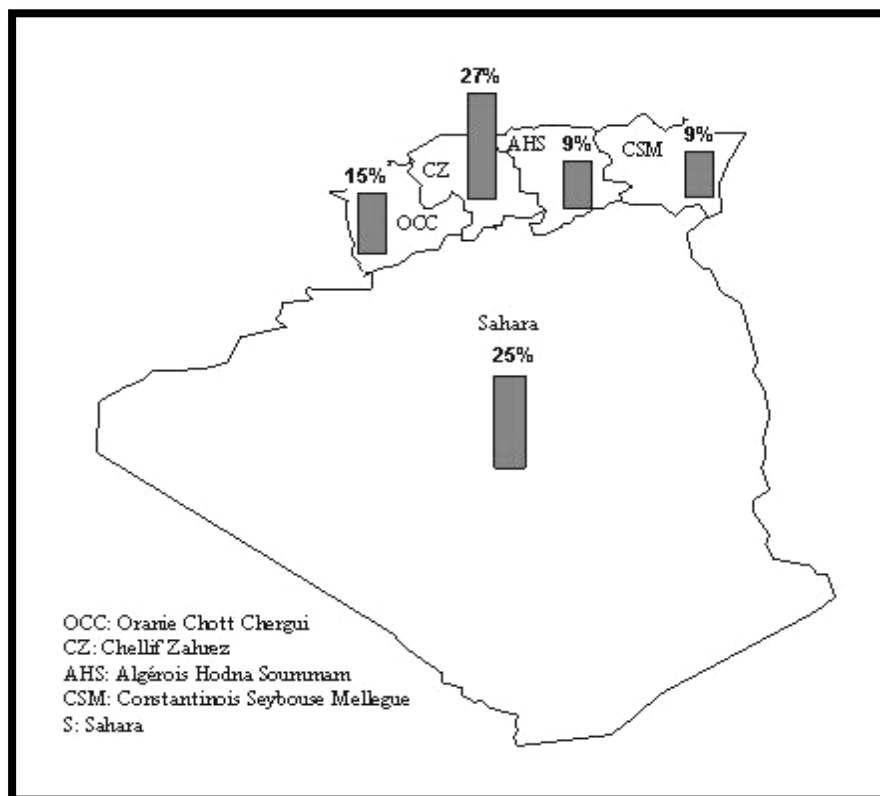 27%
AHS 9%
CSM 9%
CZ
15%
OCC
Sahara
25%
OCC: Oranie Chott Chergui
CZ: Chellif Zahrez
AHS: Algérois Hodna Soummam
CSM: Constantinois Seybouse Mellegue
S: Sahara